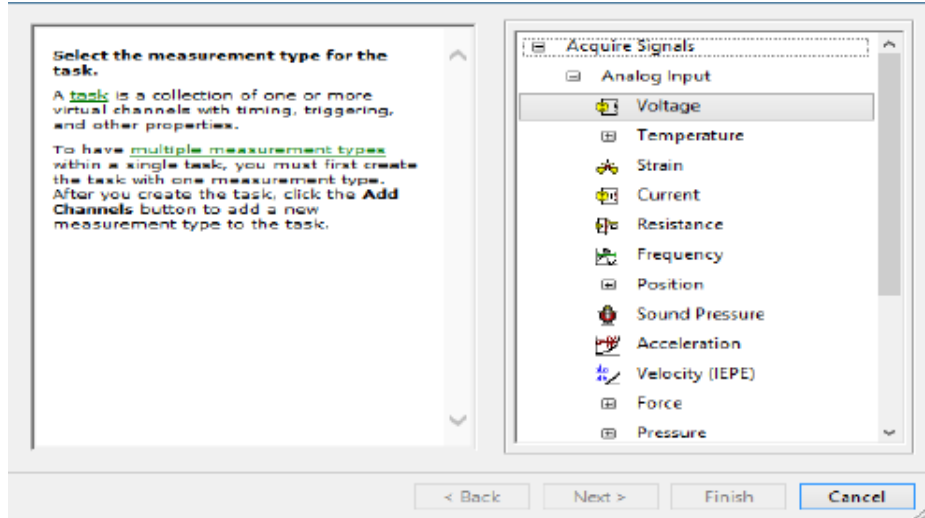 Select the measurement type for the
task.
A task is a collection of one or more
virtual channels with timing, triggering,
and other properties.
To have multiple measurement types
within a single task, you must first create
the task with one measurement type.
After you create the task, click the Add
Channels button to add a new
measurement type to the task.
Acquire Signals
Analog Input
Voltage
Temperature
Strain
Current
Resistance
Frequency
Position
Sound Pressure
Acceleration
Velocity (IEPE)
Force
Pressure
< Back
Next >
Finish
Cancel